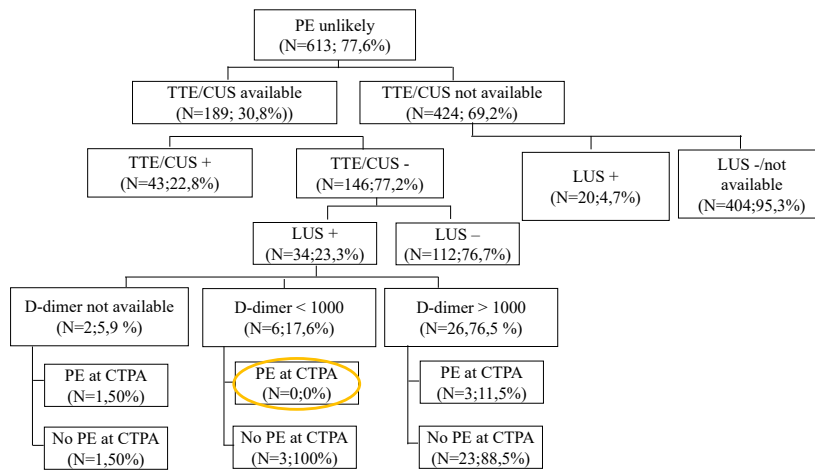 PE unlikely
(N=613; 77,6%)
TTE/CUS available
(N=189; 30,8%))
TTE/CUS not available
(N=424; 69,2%)
TTE/CUS +
(N=43;22,8%)
TTE/CUS -
(N=146;77,2%)
LUS +
(N=20;4,7%)
LUS -/not
available
(N=404;95,3%)
LUS +
(N=34;23,3%)
LUS –
(N=112;76,7%)
D-dimer not available
(N=2;5,9 %)
D-dimer < 1000
(N=6;17,6%)
D-dimer > 1000
(N=26,76,5 %)
PE at CTPA
(N=1,50%)
PE at CTPA
(N=0;0%)
PE at CTPA
(N=3;11,5%)
No PE at CTPA
(N=1,50%)
No PE at CTPA
(N=3;100%)
No PE at CTPA
(N=23;88,5%)